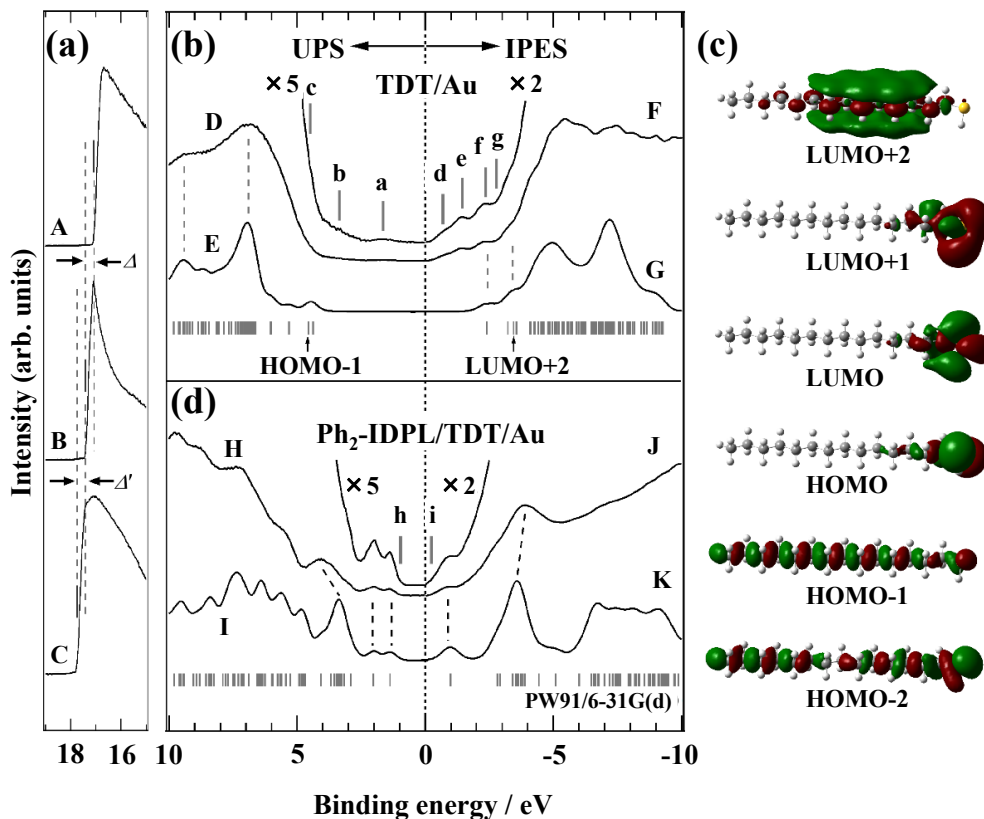 (a)
(b)
(c)
UPS
IPES
×5
c
TDT/Au
×2
D
F
b
a
d
e
f
g
A
Δ
E
G
HOMO-1
LUMO+2
(d)
Ph2-IDPL/TDT/Au
H
J
×5
×2
h
i
B
Δ'
I
K
C
PW91/6-31G(d)
18
16
10
5
0
-5
-10
Binding energy / eV
Intensity (arb. units)
LUMO+2
LUMO+1
LUMO
HOMO
HOMO-1
HOMO-2